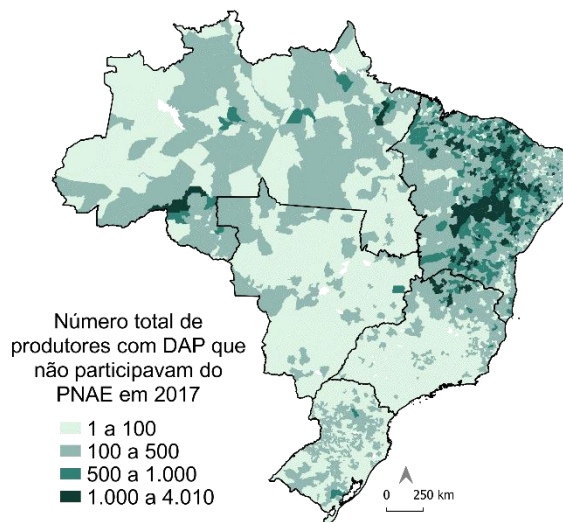 Número total de
produtores com DAP que
não participavam do
PNAE em 2017
1 a 100
100 a 500
500 a 1.000
1.000 a 4.010
0 250 km